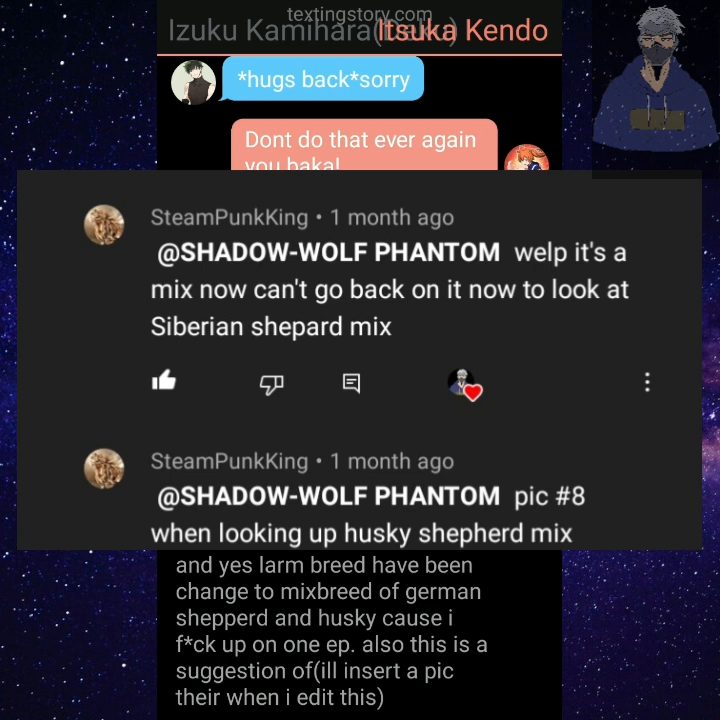 textingstory.com
Izuku Kamihara(Deku) Itsuka Kendo
*hugs back*sorry
Dont do that ever again
you baka!
SteamPunkKing • 1 month ago
@SHADOW-WOLF PHANTOM welp it's a
mix now can't go back on it now to look at
Siberian shepard mix
SteamPunkKing • 1 month ago
@SHADOW-WOLF PHANTOM pic #8
when looking up husky shepherd mix
and yes larm breed have been
change to mixbreed of german
shepperd and husky cause i
f*ck up on one ep. also this is a
suggestion of(ill insert a pic
their when i edit this)